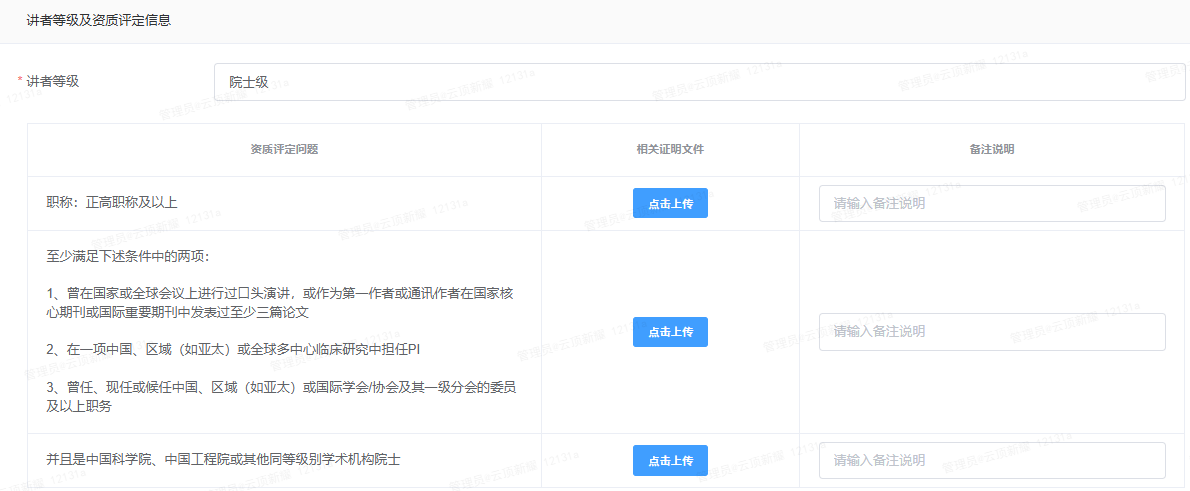 讲者等级及资质评定信息
* 讲者等级
院士级
资质评定问题
相关证明文件
备注说明
职称：正高职称及以上
点击上传
请输入备注说明
至少满足下述条件中的两项：
1、曾在国家或全球会议上进行过口头演讲，或作为第一作者或通讯作者在国家核
心期刊或国际重要期刊中发表过至少三篇论文
2、在一项中国、区域（如亚太）或全球多中心临床研究中担任PI
3、曾任、现任或候任中国、区域（如亚太）或国际学会/协会及其一级分会的委员
及以上职务
点击上传
请输入备注说明
并且是中国科学院、中国工程院或其他同等级别学术机构院士
点击上传
请输入备注说明